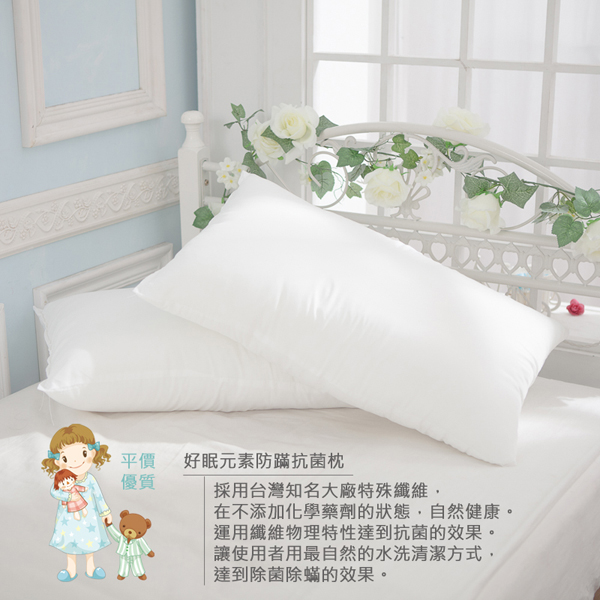 平價
優質
好眠元素防蹣抗菌枕
採用台灣知名大廠特殊纖維，
在不添加化學藥劑的狀態，自然健康。
運用纖維物理特性達到抗菌的效果。
讓使用者用最自然的水洗清潔方式，
達到除菌除蟎的效果。